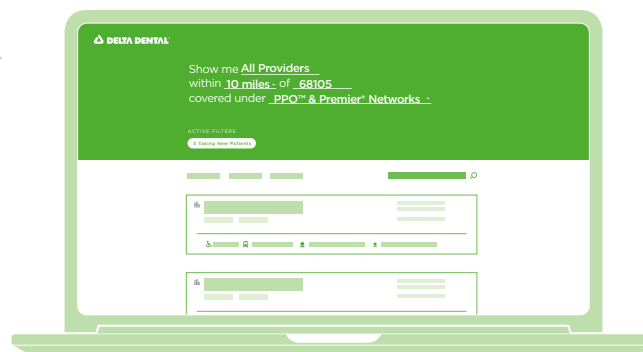 DELTA DENTAL
Show me All Providers
within 10 miles of 68105
covered under PPO™ & Premier® Networks
ACTIVE FILTERS
X Taking New Patients